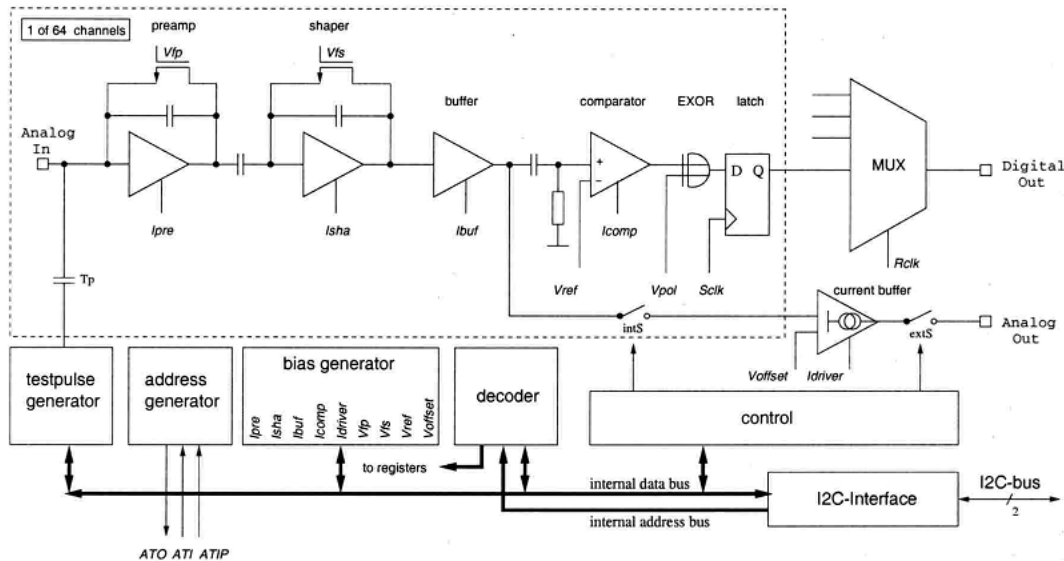 1 of 64 channels
preamp
shaper
Vfp
Vfs
buffer
comparator
EXOR
latch
Analog
In
MUX
Digital
Out
D Q
+
−
Ipre
Isha
Ibuf
Icomp
Rclk
Tp
Vref
Vpol
Sclk
current buffer
intS
extS
Analog
Out
Voffset
Idriver
testpulse
generator
address
generator
bias generator
Ipre
Isha
Ibuf
Icomp
Idriver
Vfp
Vfs
Vref
Voffset
decoder
control
to registers
internal data bus
internal address bus
I2C-Interface
I2C-bus
2
ATO ATI ATIP